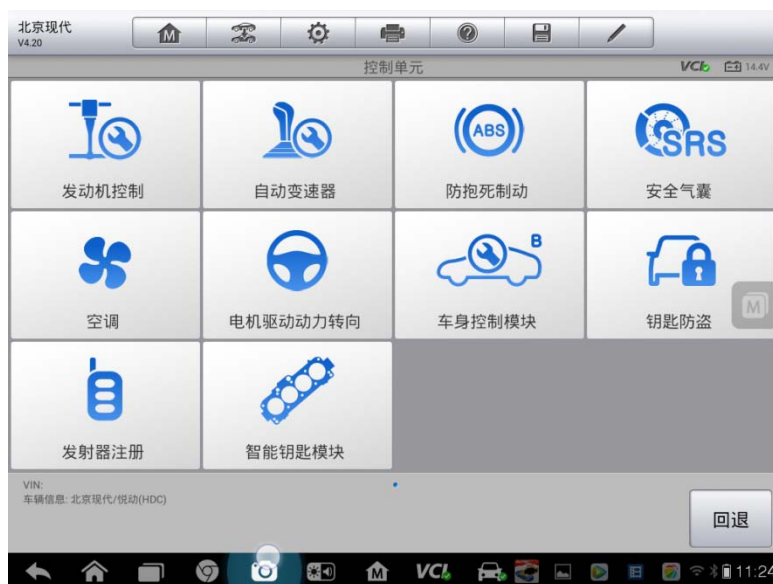 北京现代
V4.20
M
控制单元
VCI
14.4V
ABS
SRS
发动机控制
自动变速器
防抱死制动
安全气囊
B
空调
电机驱动动力转向
车身控制模块
钥匙防盗
M
发射器注册
智能钥匙模块
VIN:
车辆信息: 北京现代/悦动(HDC)
回退
M
VCI
11:24